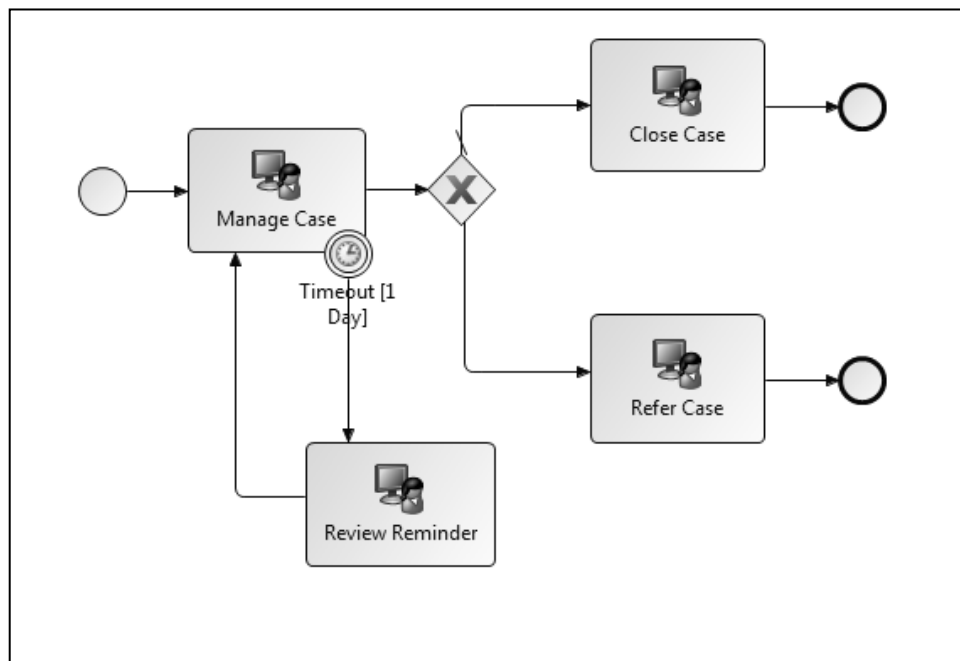 Close Case
Manage Case
Timeout [1
Day]
Refer Case
Review Reminder